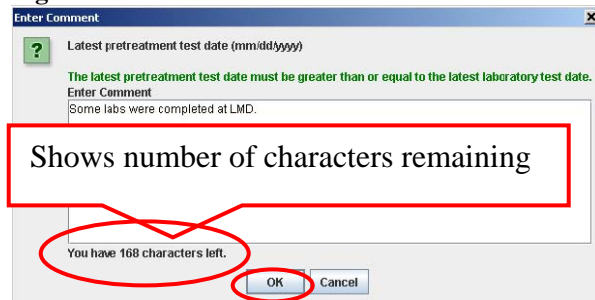 Enter Comment
X
?
Latest pretreatment test date (mm/dd/yyyy)
The latest pretreatment test date must be greater than or equal to the latest laboratory test date.
Enter Comment
Some labs were completed at LMD.
Shows number of characters remaining
You have 168 characters left.
OK Cancel